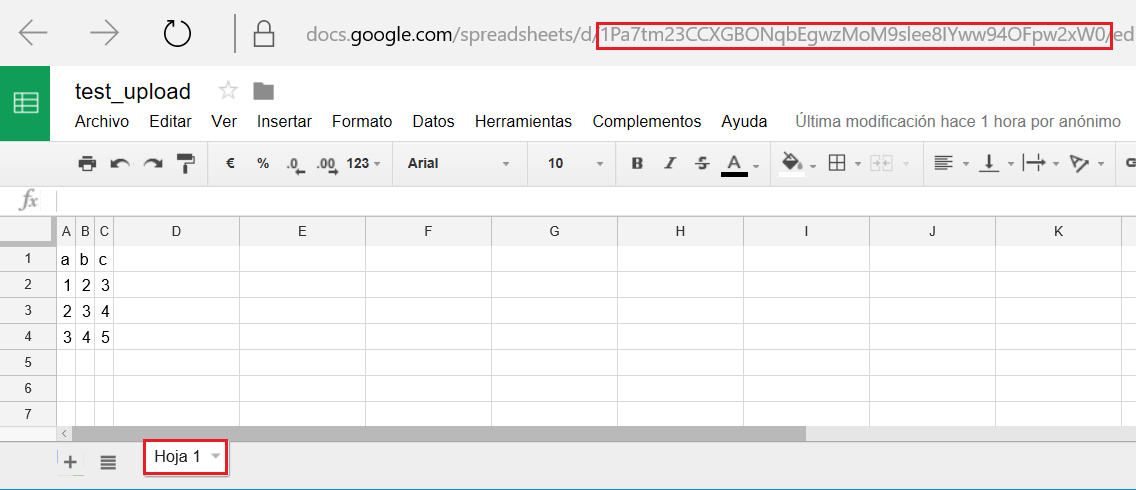 docs.google.com/spreadsheets/d/1Pa7tm23CCXGBONqbEgwzMoM9slee8lYww94OFpw2xW0/ed
test_upload
Archivo Editar Ver Insertar Formato Datos Herramientas Complementos Ayuda Última modificación hace 1 hora por anónimo
€ % .0 .00 123 Arial 10 B I S A
fx
A B C D E F G H I J K
1 a b c
2 1 2 3
3 2 3 4
4 3 4 5
5
6
7
+ Hoja 1